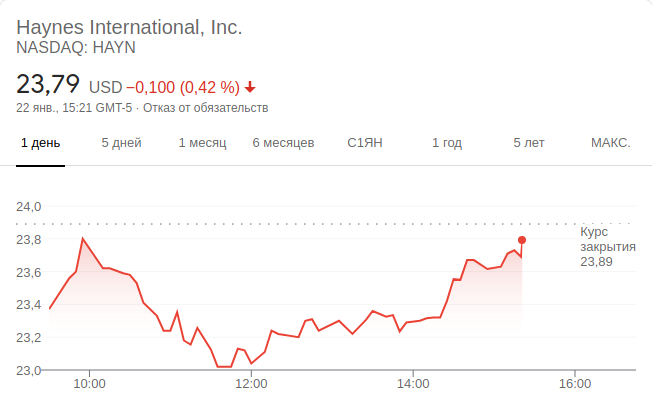 Haynes International, Inc.
NASDAQ: HAYN
23,79 USD −0,100 (0,42 %)
22 янв., 15:21 GMT-5 · Отказ от обязательств
1 день 5 дней 1 месяц 6 месяцев С1ЯН 1 год 5 лет МАКС.
24,0
23,8
23,6
23,4
23,2
23,0
Курс
закрытия
23,89
10:00 12:00 14:00 16:00